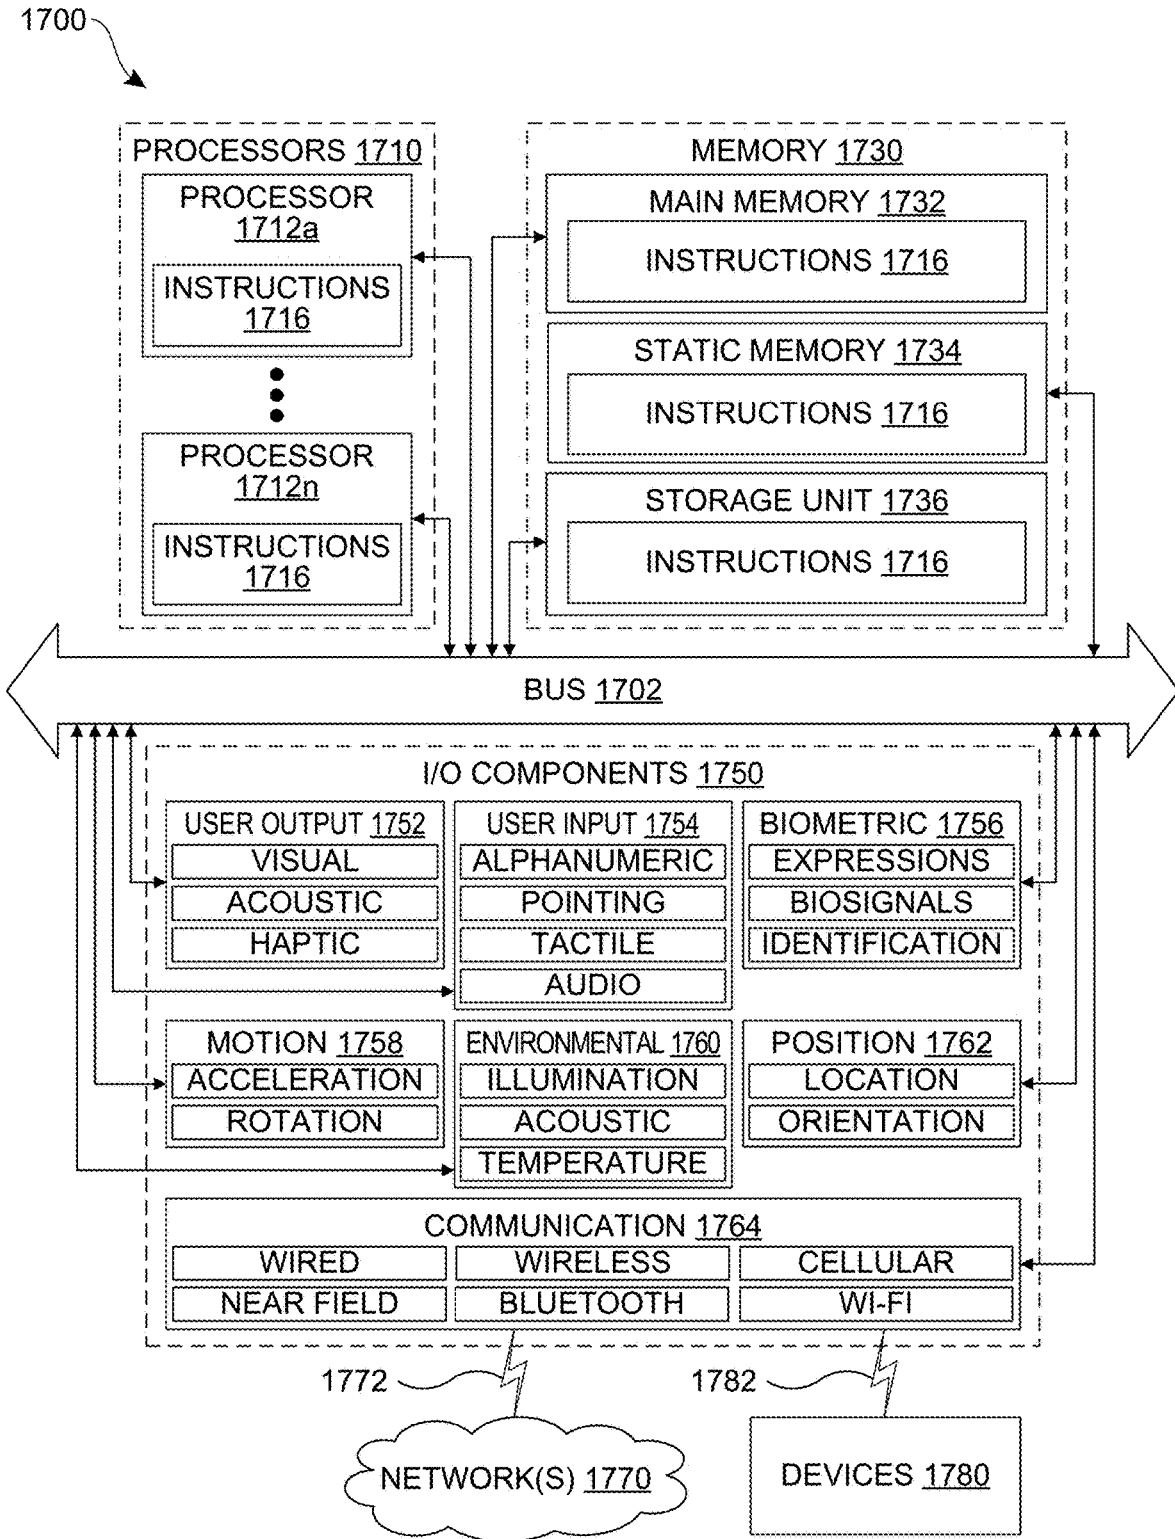 1700
PROCESSORS 1710
PROCESSOR
1712a
INSTRUCTIONS
1716
PROCESSOR
1712n
INSTRUCTIONS
1716
MEMORY 1730
MAIN MEMORY 1732
INSTRUCTIONS 1716
STATIC MEMORY 1734
INSTRUCTIONS 1716
STORAGE UNIT 1736
INSTRUCTIONS 1716
BUS 1702
I/O COMPONENTS 1750
USER OUTPUT 1752
VISUAL
ACOUSTIC
HAPTIC
USER INPUT 1754
ALPHANUMERIC
POINTING
TACTILE
AUDIO
BIOMETRIC 1756
EXPRESSIONS
BIOSIGNALS
IDENTIFICATION
MOTION 1758
ACCELERATION
ROTATION
ENVIRONMENTAL 1760
ILLUMINATION
ACOUSTIC
TEMPERATURE
POSITION 1762
LOCATION
ORIENTATION
COMMUNICATION 1764
WIRED
WIRELESS
CELLULAR
NEAR FIELD
BLUETOOTH
WI-FI
1772
1782
NETWORK(S) 1770
DEVICES 1780